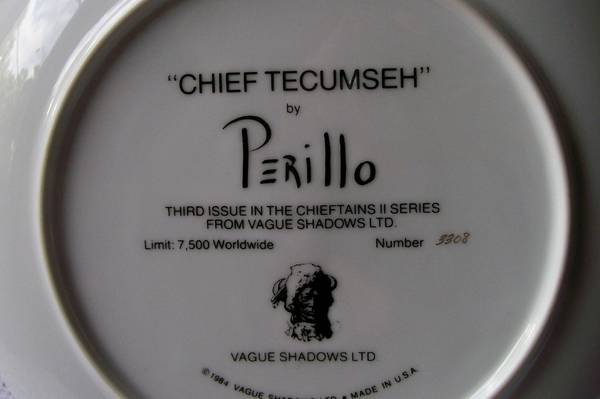 "CHIEF TECUMSEH"
by
PERillo
THIRD ISSUE IN THE CHIEFTAINS II SERIES
FROM VAGUE SHADOWS LTD.
Limit: 7,500 Worldwide Number 3308
VAGUE SHADOWS LTD
©1984 VAGUE SHADOWS LTD ♦ MADE IN U.S.A